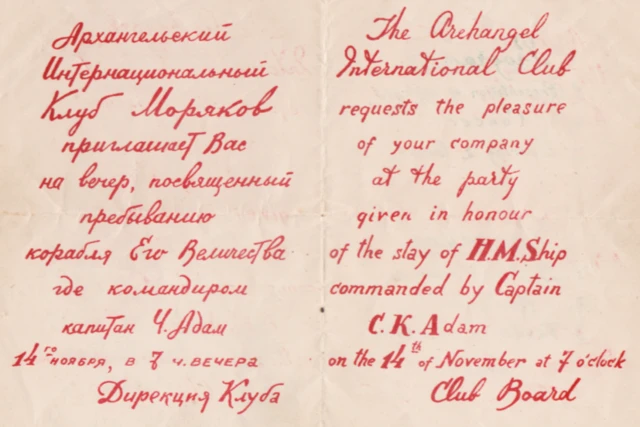 Архангельский
Интернациональный
Клуб Моряков
приглашает Вас
на вечер, посвященный
пребыванию
корабля Его Величества
где командиром
капитан Ч. Адам
14го ноября, в 7 ч. вечера
Дирекция Клуба
The Archangel
International Club
requests the pleasure
of your company
at the party
given in honour
of the stay of H.M.Ship
commanded by Captain
C.K.Adam
on the 14th of November at 7 o'clock
Club Board